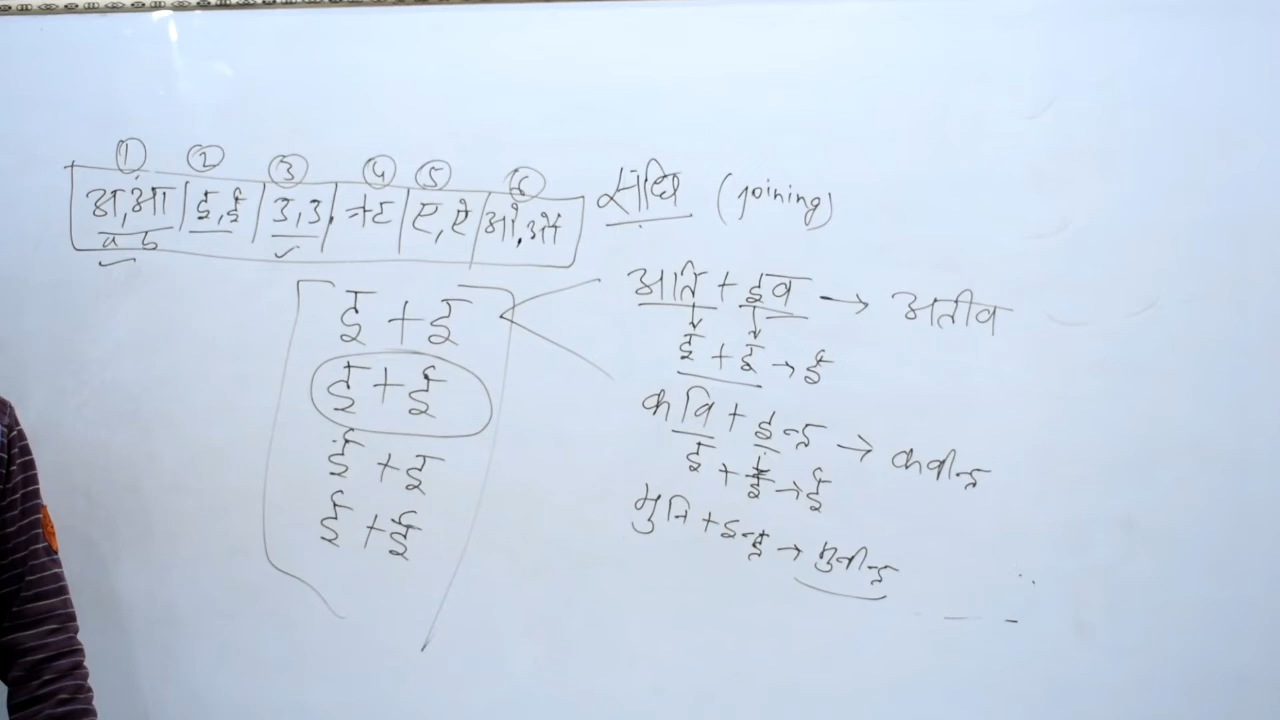 ① ② ③ ④ ⑤ ⑥
अ,आ | इ,ई | उ,उ, | ऋ | ए,ऐ | ओ,औ संधि (joining)
a b
इ + इ
इ + ई
ई + इ
ई + ई
अति + इव → अतीव
इ + इ → ई
कवि + इन्द्र → कवीन्द्र
इ + इ → ई
मुनि + इन्द्र → मुनीन्द्र